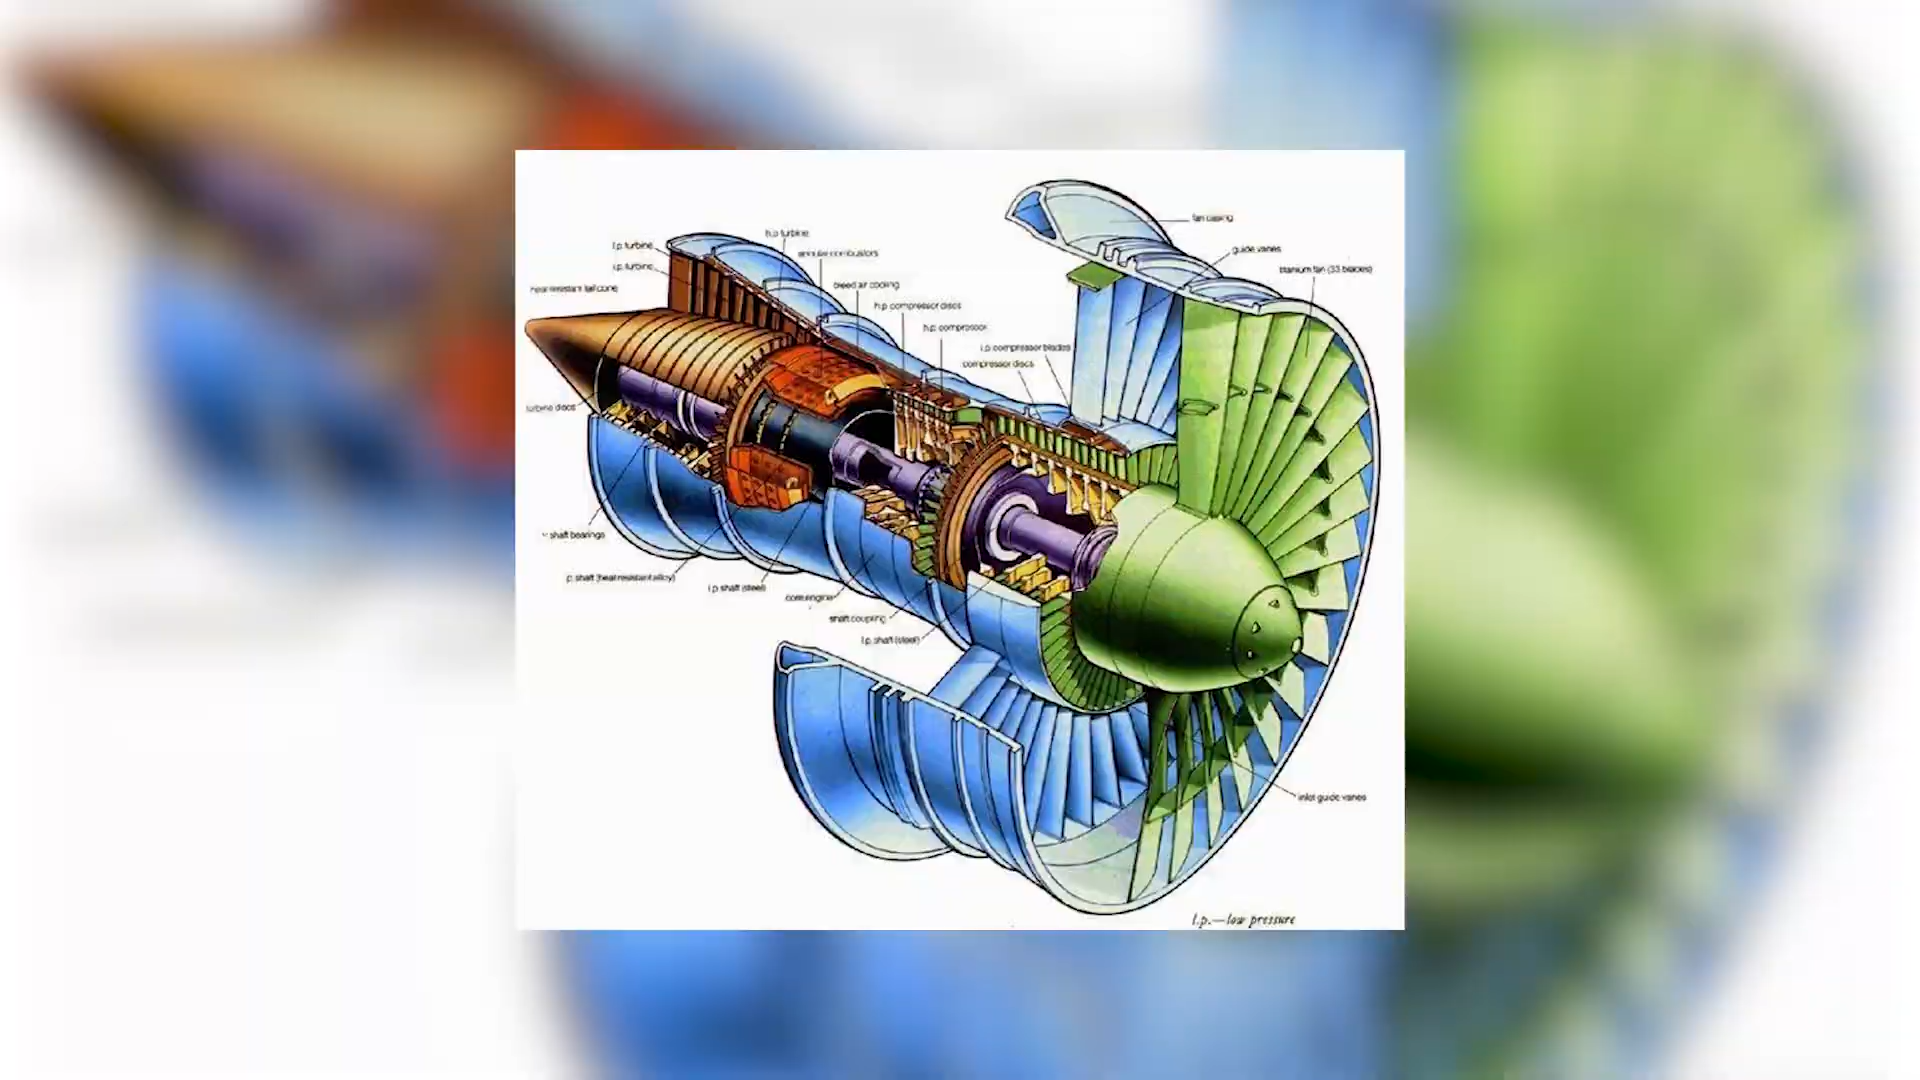 fan casing
guide vanes
titanium fan (33 blades)
h.p. turbine
l.p. turbine
annular combustors
i.p. turbine
bleed air cooling
heat resistant tail cone
h.p. compressor discs
h.p. compressor
i.p. compressor blades
compressor discs
turbine discs
shaft bearings
p. shaft (heat resistant alloy)
i.p. shaft (steel)
core engine
shaft coupling
l.p. shaft (steel)
inlet guide vanes
l.p.—low pressure